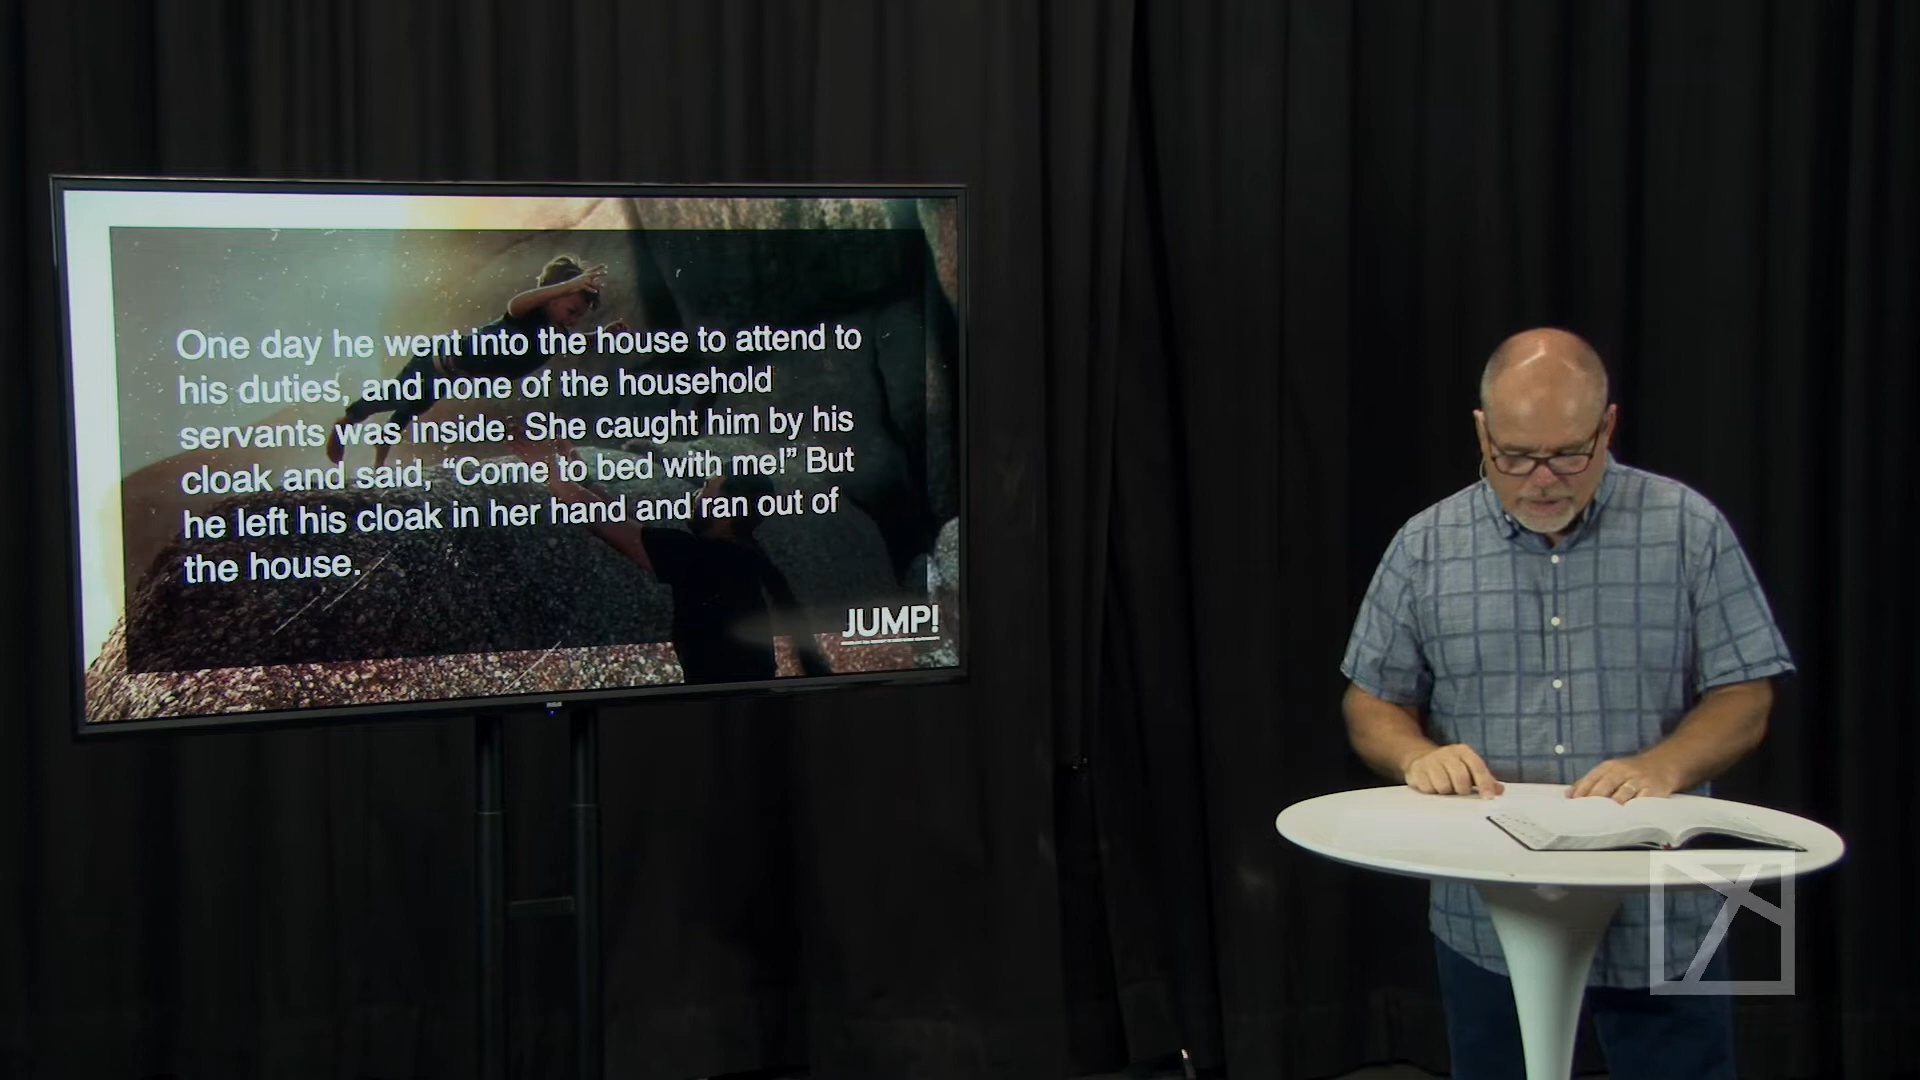 One day he went into the house to attend to
his duties, and none of the household
servants was inside. She caught him by his
cloak and said, “Come to bed with me!” But
he left his cloak in her hand and ran out of
the house.
JUMP!